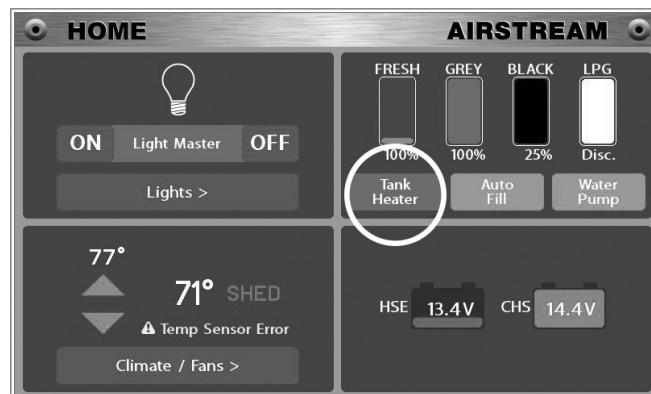 HOME
AIRSTREAM
ON Light Master OFF
Lights >
FRESH GREY BLACK LPG
100% 100% 25% Disc.
Tank
Heater
Auto
Fill
Water
Pump
77°
71° SHED
Temp Sensor Error
Climate / Fans >
HSE 13.4V CHS 14.4V